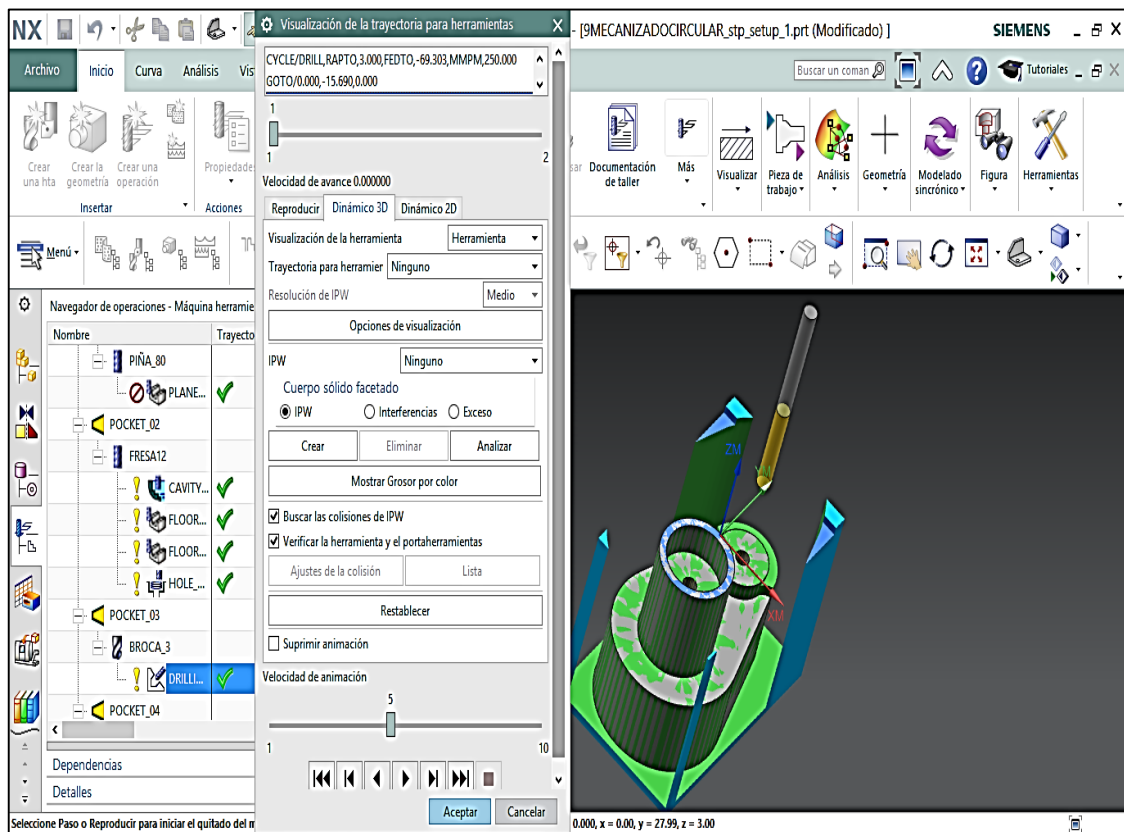 NX
- [9MECANIZADOCIRCULAR_stp_setup_1.prt (Modificado) ]
SIEMENS
Archivo
Inicio
Curva
Análisis
Vis
Buscar un coman
Tutoriales
Crear una hta
Crear la geometría
Crear una operación
Propiedades
Insertar
Acciones
Documentación de taller
Más
Visualizar
Pieza de trabajo
Análisis
Geometría
Modelado sincrónico
Figura
Herramientas
Menú
Navegador de operaciones - Máquina herramie
Nombre
Trayecto
PIÑA_80
PLANE...
POCKET_02
FRESA12
CAVITY...
FLOOR...
FLOOR...
HOLE_...
POCKET_03
BROCA_3
DRILLI...
POCKET_04
Dependencias
Detalles
Seleccione Paso o Reproducir para iniciar el quitado del m
Visualización de la trayectoria para herramientas
CYCLE/DRILL,RAPTO,3.000,FEDTO,-69.303,MMPM,250.000
GOTO/0.000,-15.690,0.000
1
1
2
Velocidad de avance 0.000000
Reproducir
Dinámico 3D
Dinámico 2D
Visualización de la herramienta
Herramienta
Trayectoria para herramier
Ninguno
Resolución de IPW
Medio
Opciones de visualización
IPW
Ninguno
Cuerpo sólido facetado
IPW
Interferencias
Exceso
Crear
Eliminar
Analizar
Mostrar Grosor por color
Buscar las colisiones de IPW
Verificar la herramienta y el portaherramientas
Ajustes de la colisión
Lista
Restablecer
Suprimir animación
Velocidad de animación
5
1
10
Aceptar
Cancelar
ZM
XM
0.000, x = 0.00, y = 27.99, z = 3.00